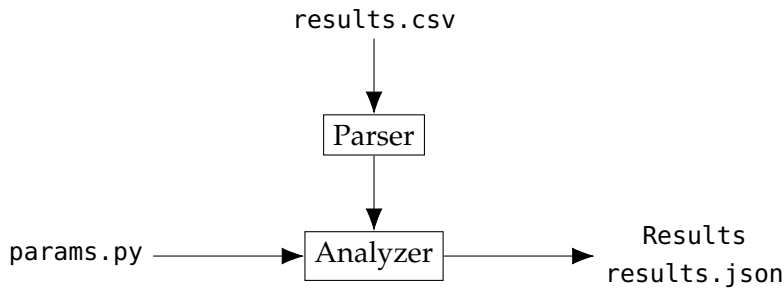 results.csv
Parser
params.py
Analyzer
Results
results.json